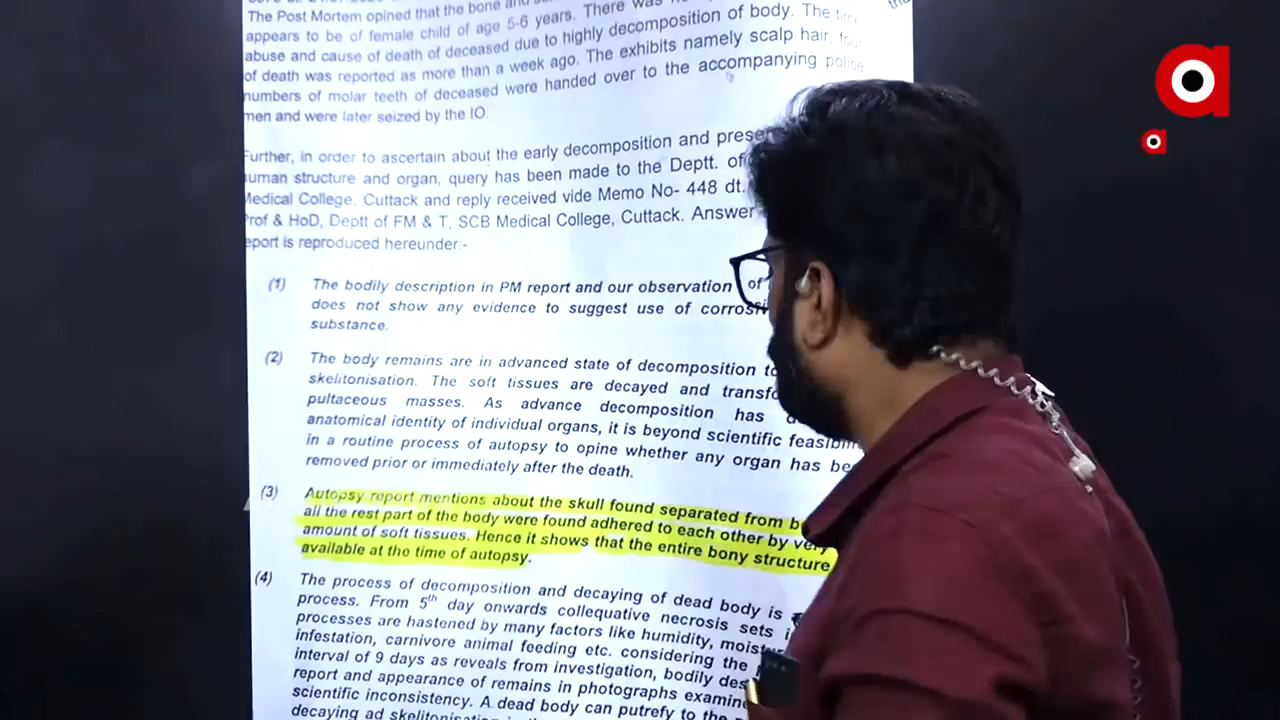 The Post Mortem opined that the bone and
appears to be of female child of age 5-6 years. There was
abuse and cause of death of deceased due to highly decomposition of body. The
of death was reported as more than a week ago. The exhibits namely scalp hair,
numbers of molar teeth of deceased were handed over to the accompanying police
men and were later seized by the IO.
Further, in order to ascertain about the early decomposition and
uman structure and organ, query has been made to the Deptt. of
Medical College, Cuttack and reply received vide Memo No- 448 dt.
Prof & HoD, Deptt of FM & T, SCB Medical College, Cuttack. Answer
eport is reproduced hereunder:-
(1) The bodily description in PM report and our observation of
does not show any evidence to suggest use of corrosi
substance.
(2) The body remains are in advanced state of decomposition to
skelitonisation. The soft tissues are decayed and transfo
pultaceous masses. As advance decomposition has
anatomical identity of individual organs, it is beyond scientific feasibili
in a routine process of autopsy to opine whether any organ has be
removed prior or immediately after the death.
(3) Autopsy report mentions about the skull found separated from b
all the rest part of the body were found adhered to each other by very
amount of soft tissues. Hence it shows that the entire bony structure
available at the time of autopsy.
(4) The process of decomposition and decaying of dead body is
process. From 5th day onwards collequative necrosis sets i
processes are hastened by many factors like humidity, moist
infestation, carnivore animal feeding etc. considering the
interval of 9 days as reveals from investigation, bodily des
report and appearance of remains in photographs examine
scientific inconsistency. A dead body can putrefy to the
decaying ad skelitonisation
a
a